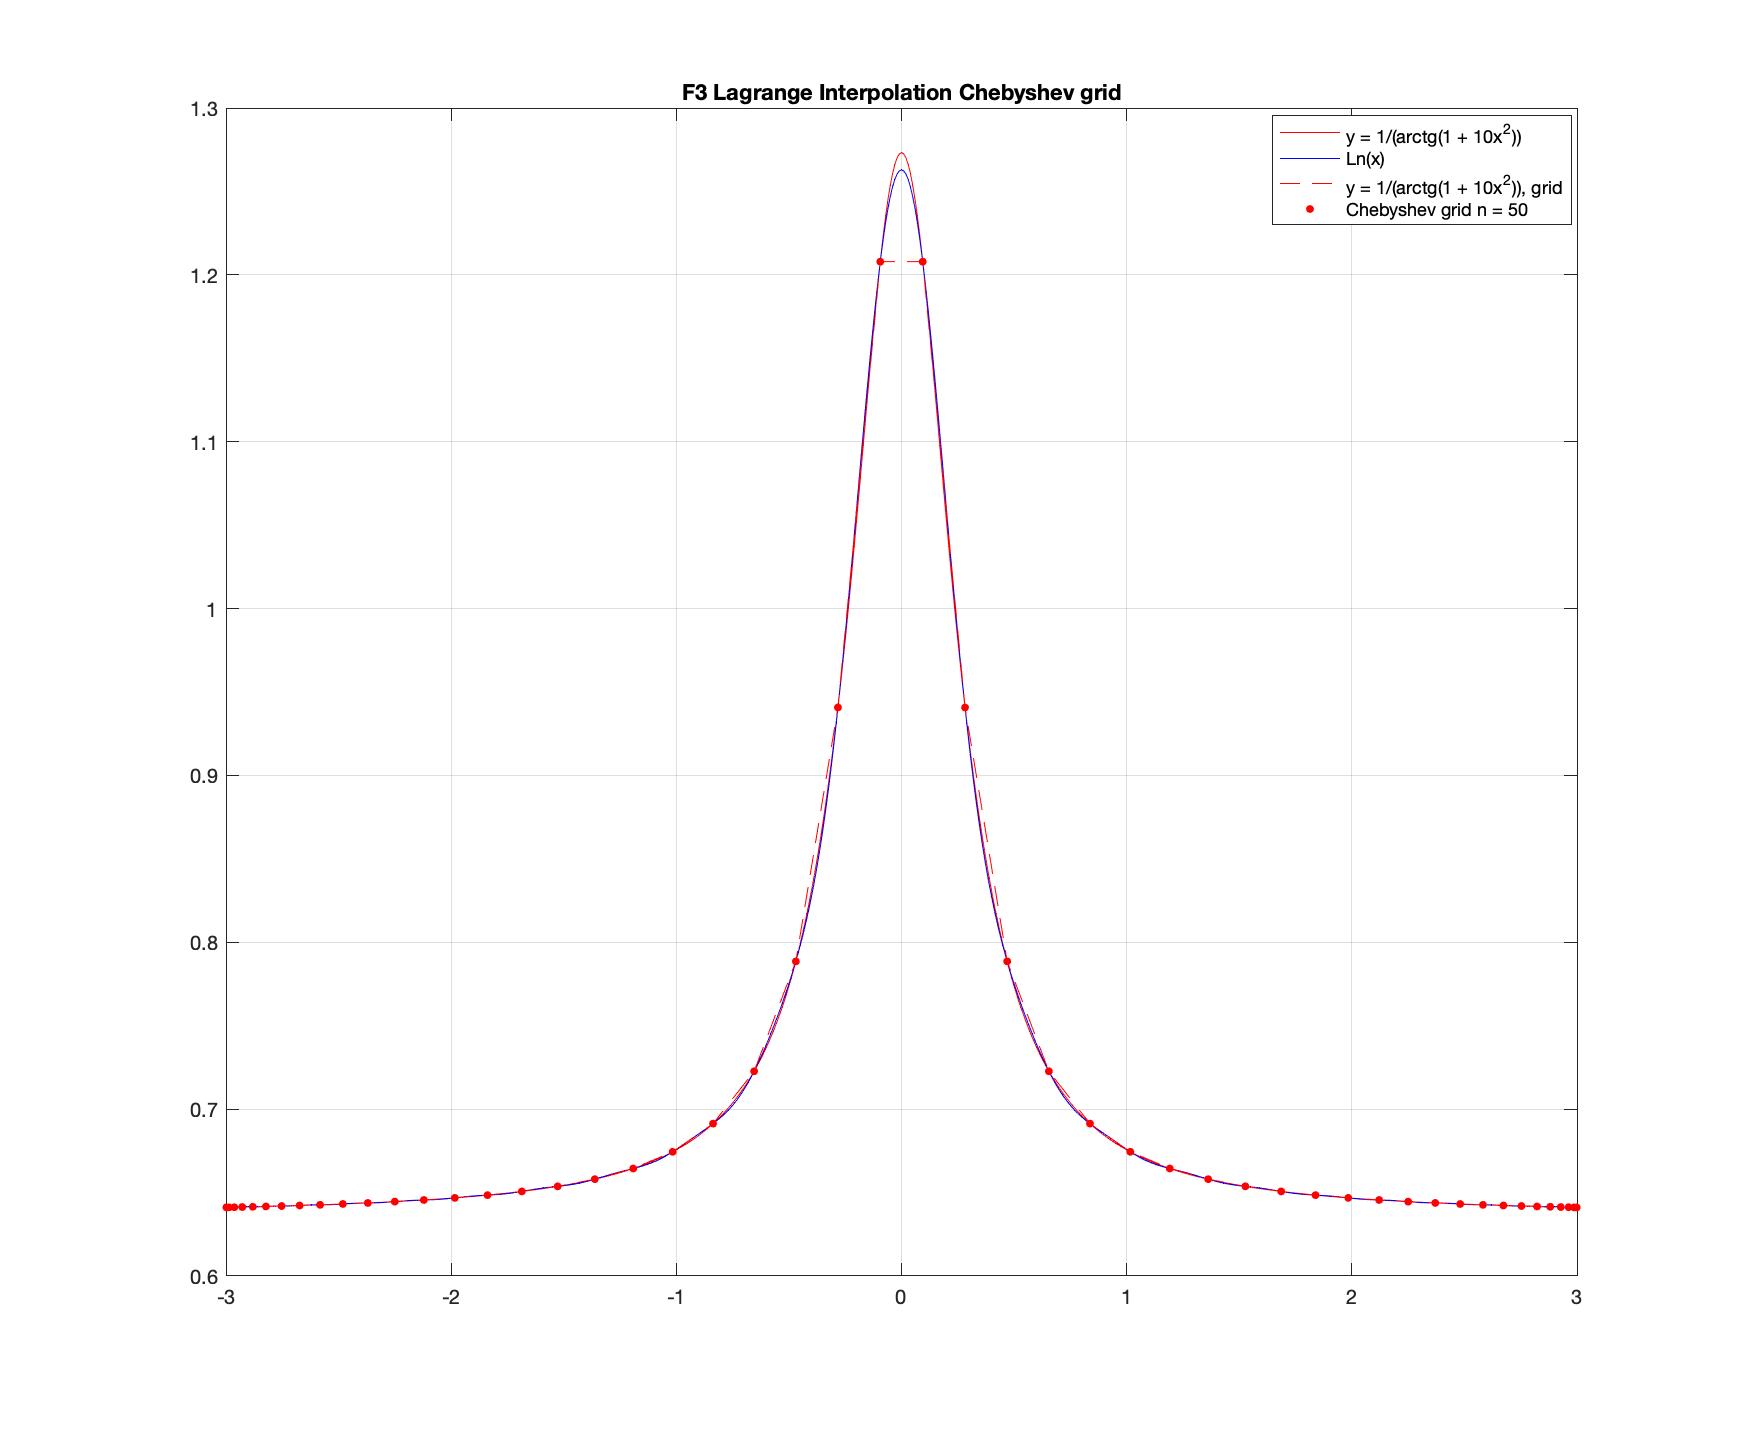 F3 Lagrange Interpolation Chebyshev grid
1.3
y = 1/(arctg(1 + 10x²))
Ln(x)
y = 1/(arctg(1 + 10x²)), grid
Chebyshev grid n = 50
1.2
1.1
1
0.9
0.8
0.7
0.6
-3 -2 -1 0 1 2 3